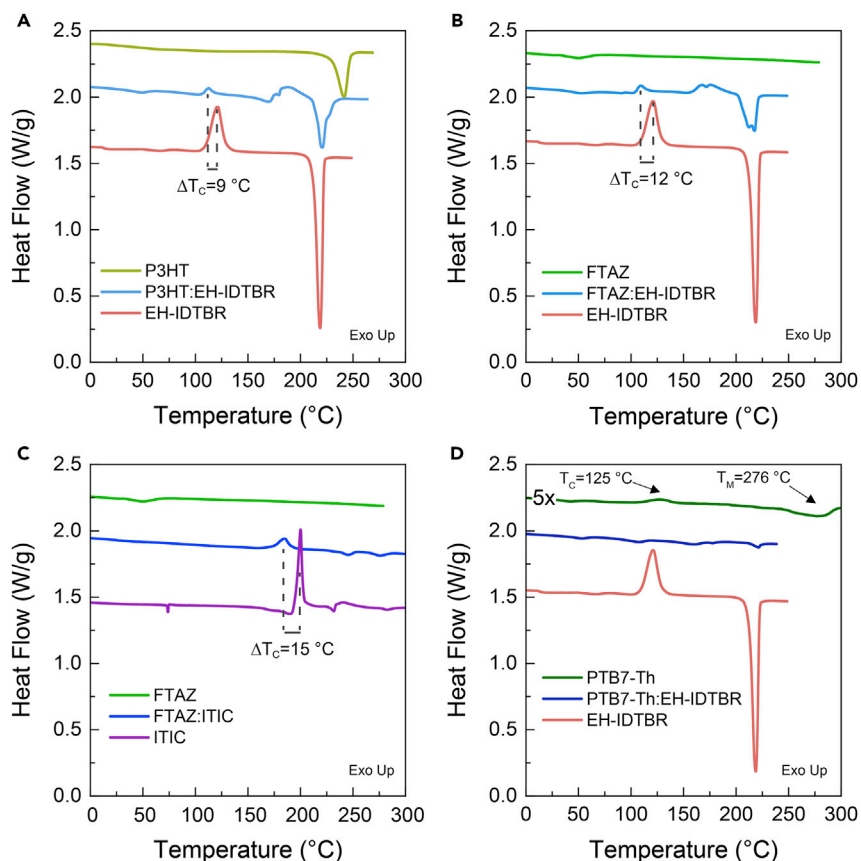 A
2.5
2.0
1.5
1.0
0.5
0.0
Heat Flow (W/g)
ΔT_C=9 °C
P3HT
P3HT:EH-IDTBR
EH-IDTBR
Exo Up
0 50 100 150 200 250 300
Temperature (°C)
B
2.5
2.0
1.5
1.0
0.5
0.0
Heat Flow (W/g)
ΔT_C=12 °C
FTAZ
FTAZ:EH-IDTBR
EH-IDTBR
Exo Up
0 50 100 150 200 250 300
Temperature (°C)
C
2.5
2.0
1.5
1.0
0.5
0.0
Heat Flow (W/g)
ΔT_C=15 °C
FTAZ
FTAZ:ITIC
ITIC
Exo Up
0 50 100 150 200 250 300
Temperature (°C)
D
2.5
2.0
1.5
1.0
0.5
0.0
Heat Flow (W/g)
T_C=125 °C
T_M=276 °C
5x
PTB7-Th
PTB7-Th:EH-IDTBR
EH-IDTBR
Exo Up
0 50 100 150 200 250 300
Temperature (°C)